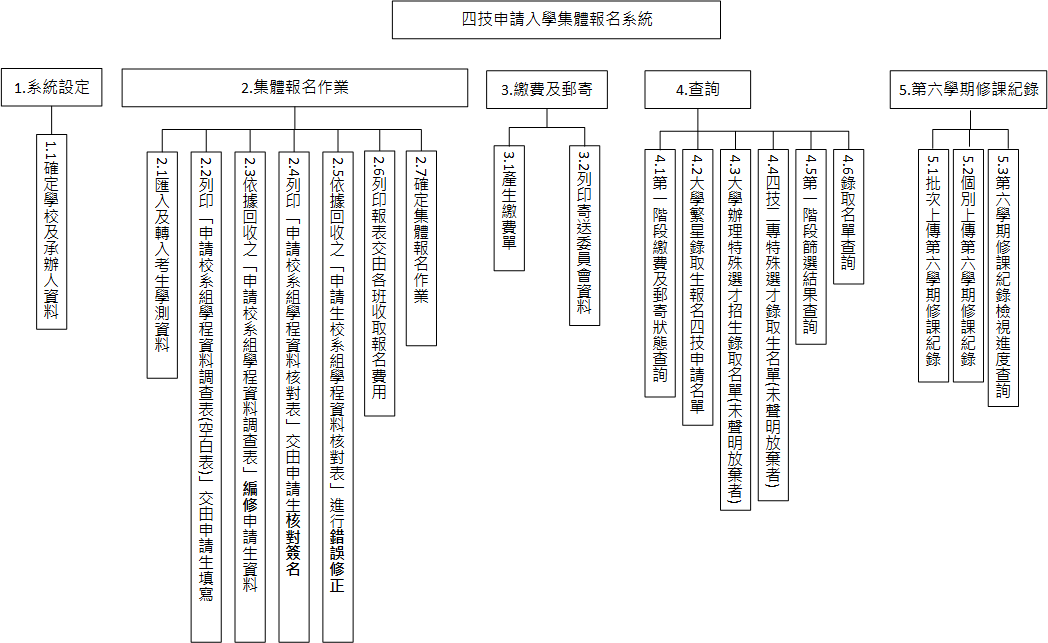 四技申請入學集體報名系統
1.系統設定
2.集體報名作業
3.繳費及郵寄
4.查詢
5.第六學期修課紀錄
1.1確定學校及承辦人資料
2.1匯入及轉入考生學測資料
2.2列印「申請校系組學程資料調查表(空白表)」交由申請生填寫
2.3依據回收之「申請校系組學程資料調查表」編修申請生資料
2.4列印「申請校系組學程資料核對表」交由申請生核對簽名
2.5依據回收之「申請生校系組學程資料核對表」進行錯誤修正
2.6列印報表交由各班收取報名費用
2.7確定集體報名作業
3.1產生繳費單
3.2列印寄送委員會資料
4.1第一階段繳費及郵寄狀態查詢
4.2大學繁星錄取生報名四技申請名單
4.3大學辦理特殊選才招生錄取名單(未聲明放棄者)
4.4四技二專特殊選才錄取生名單(未聲明放棄者)
4.5第一階段篩選結果查詢
4.6錄取名單查詢
5.1批次上傳第六學期修課紀錄
5.2個別上傳第六學期修課紀錄
5.3第六學期修課紀錄檢視進度查詢